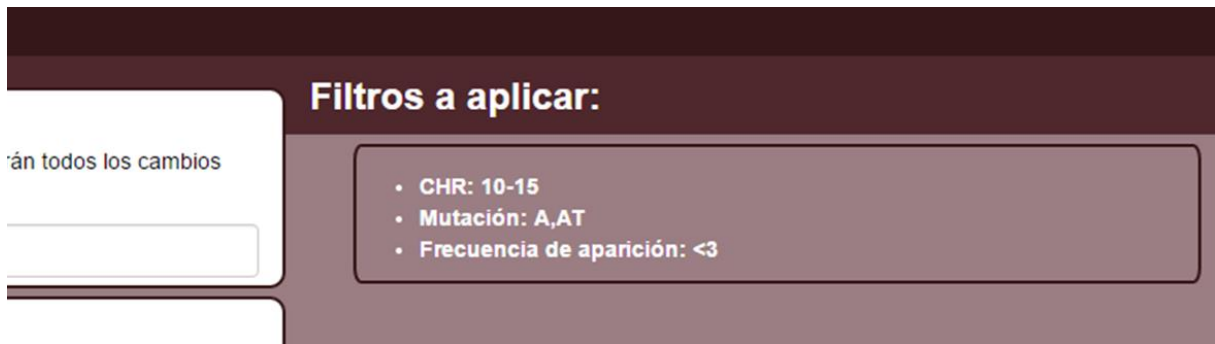 Filtros a aplicar:
rán todos los cambios
• CHR: 10-15
• Mutación: A,AT
• Frecuencia de aparición: <3